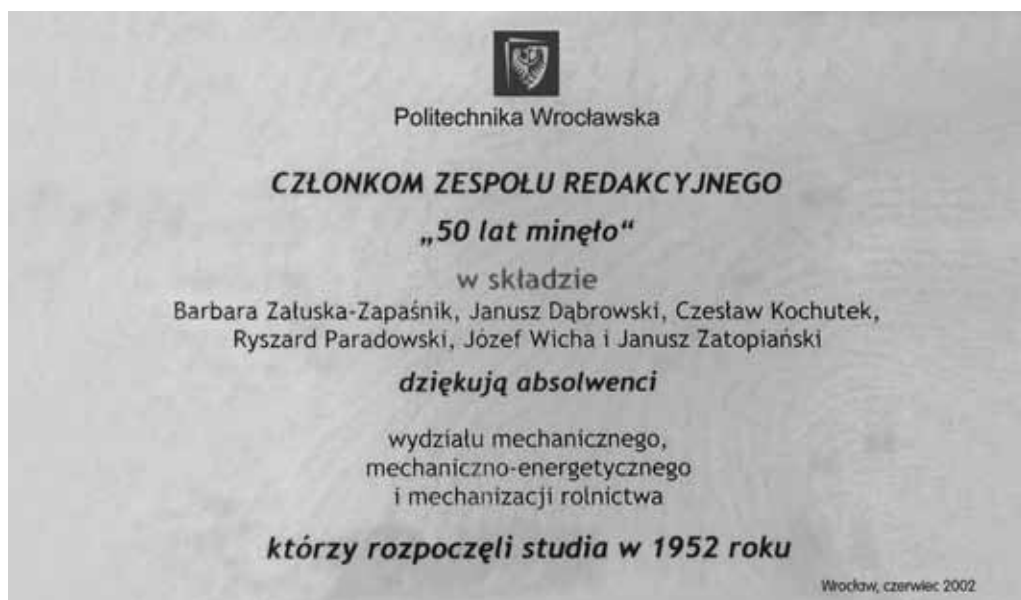 Politechnika Wrocławska
CZŁONKOM ZESPOŁU REDAKCYJNEGO
„50 lat minęło“
w składzie
Barbara Załuska-Zapaśnik, Janusz Dąbrowski, Czesław Kochutek,
Ryszard Paradowski, Józef Wicha i Janusz Zatopiański
dziękują absolwenci
wydziału mechanicznego,
mechaniczno-energetycznego
i mechanizacji rolnictwa
którzy rozpoczęli studia w 1952 roku
Wrocław, czerwiec 2002